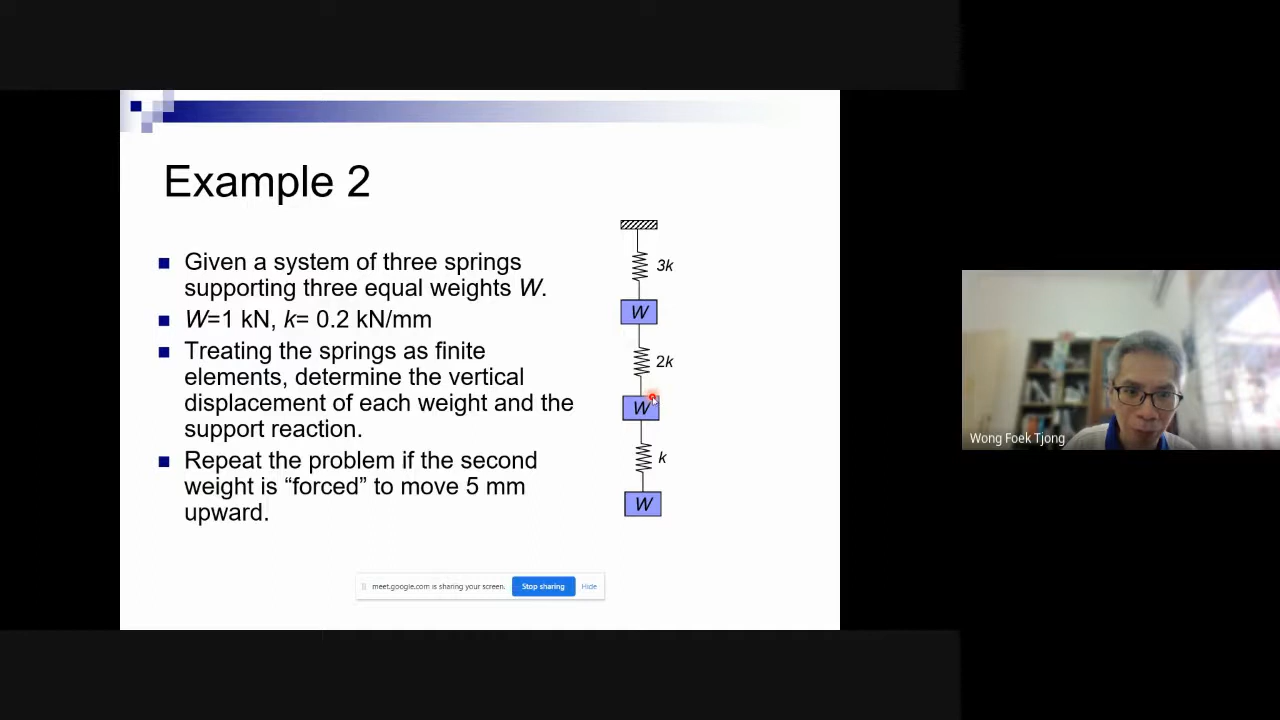 Example 2
Given a system of three springs
supporting three equal weights W.
W=1 kN, k= 0.2 kN/mm
Treating the springs as finite
elements, determine the vertical
displacement of each weight and the
support reaction.
Repeat the problem if the second
weight is “forced” to move 5 mm
upward.
3k
W
2k
W
k
W
meet.google.com is sharing your screen.
Stop sharing
Hide
Wong Foek Tjong